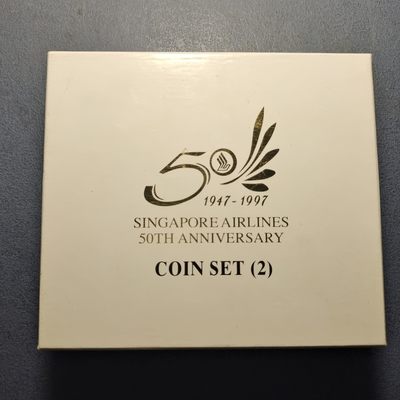 50
1947-1997
SINGAPORE AIRLINES
50TH ANNIVERSARY
COIN SET (2)